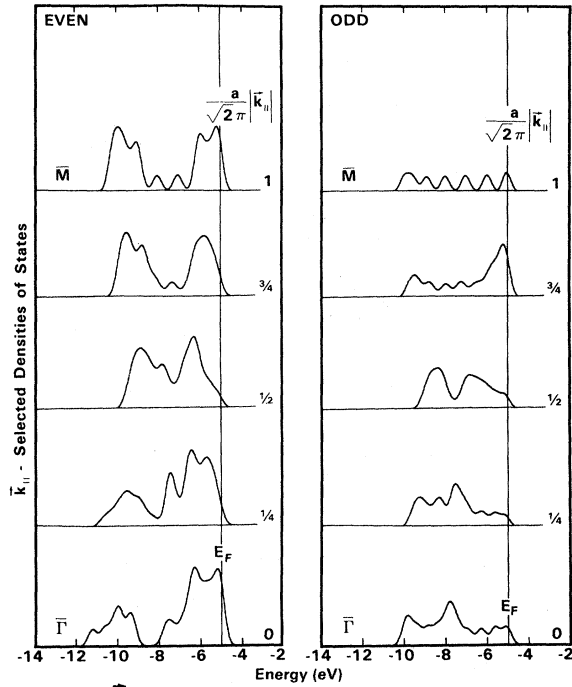 EVEN
a/√2π |k⃗∥|
M̅ 1
3/4
1/2
1/4
E_F
Γ̅ 0
ODD
a/√2π |k⃗∥|
M̅ 1
3/4
1/2
1/4
E_F
Γ̅ 0
k⃗∥ - Selected Densities of States
-14 -12 -10 -8 -6 -4 -2
-14 -12 -10 -8 -6 -4 -2
Energy (eV)